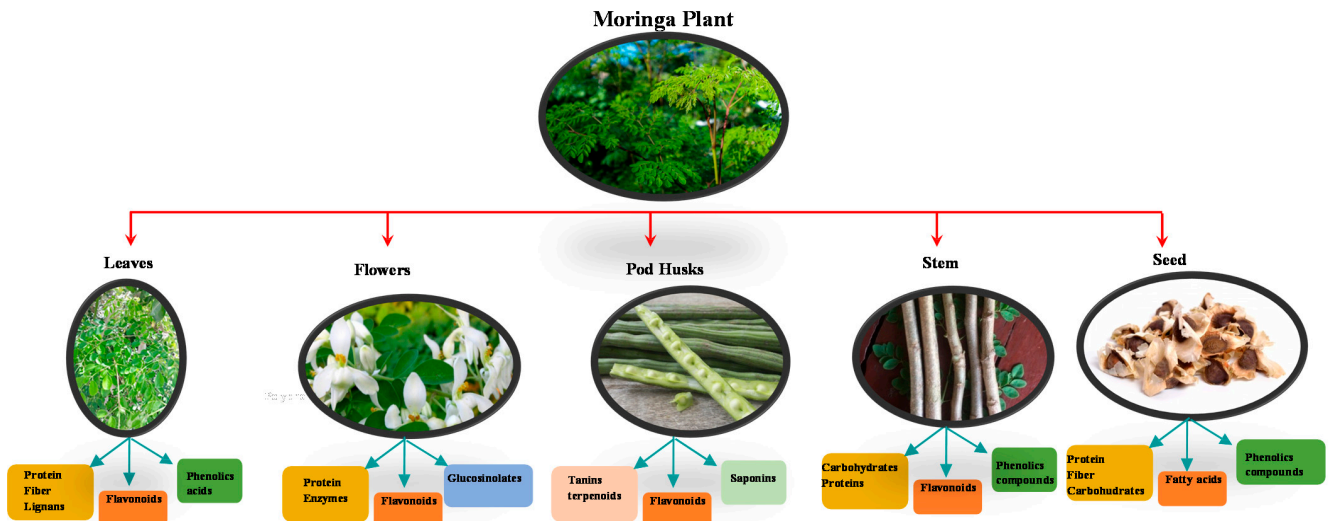 Moringa Plant
Leaves
Flowers
Pod Husks
Stem
Seed
Protein
Fiber
Lignans
Flavonoids
Phenolics
acids
Protein
Enzymes
Flavonoids
Glucosinolates
Tanins
terpenoids
Flavonoids
Saponins
Carbohydrates
Proteins
Flavonoids
Phenolics
compounds
Protein
Fiber
Carbohudrates
Fatty acids
Phenolics
compounds